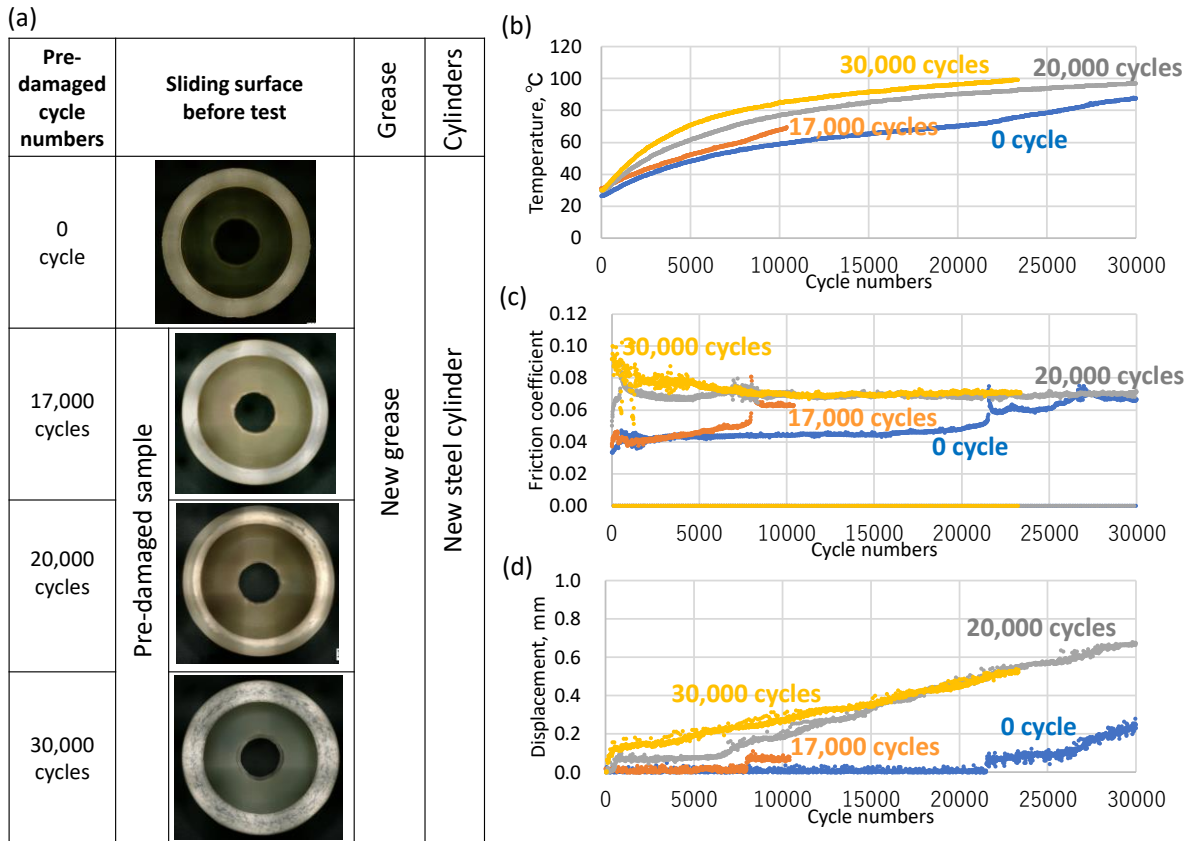 (a)
Pre-
damaged
cycle
numbers
Sliding surface
before test
Grease
Cylinders
0
cycle
17,000
cycles
20,000
cycles
30,000
cycles
Pre-damaged sample
New grease
New steel cylinder
(b)
Temperature, °C
120
100
80
60
40
20
0
30,000 cycles
20,000 cycles
17,000 cycles
0 cycle
0 5000 10000 15000 20000 25000 30000
Cycle numbers
(c)
Friction coefficient
0.12
0.10
0.08
0.06
0.04
0.02
0.00
30,000 cycles
20,000 cycles
17,000 cycles
0 cycle
0 5000 10000 15000 20000 25000 30000
Cycle numbers
(d)
Displacement, mm
1.0
0.8
0.6
0.4
0.2
0.0
20,000 cycles
30,000 cycles
0 cycle
17,000 cycles
0 5000 10000 15000 20000 25000 30000
Cycle numbers